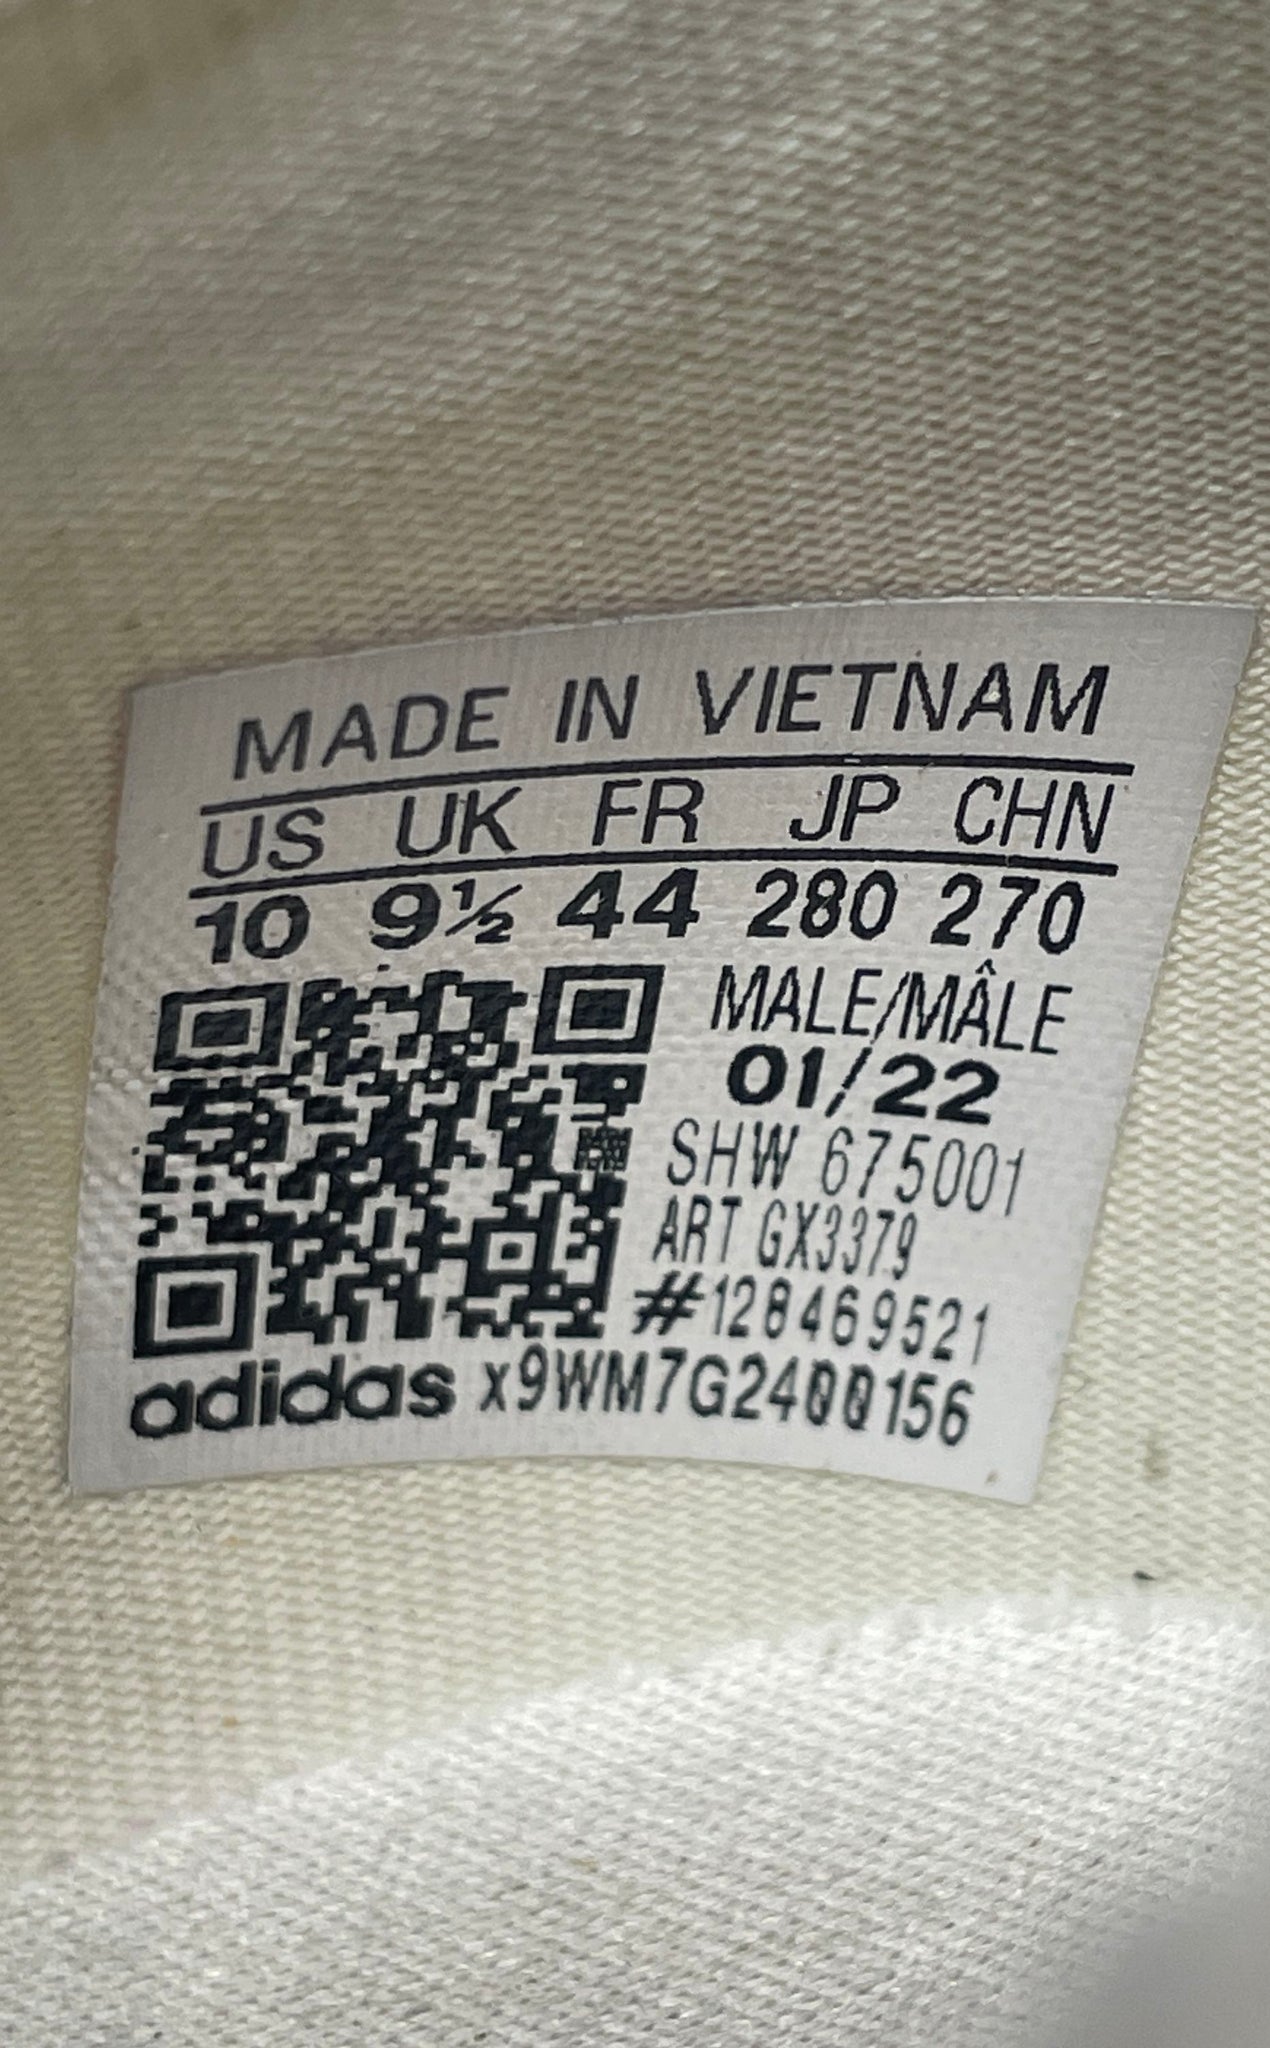 MADE IN VIETNAM
US UK FR JP CHN
10 9½ 44 280 270
MALE/MÂLE
01/22
SHW 675001
ART GX3379
#128469521
adidas x9WM7G2400156